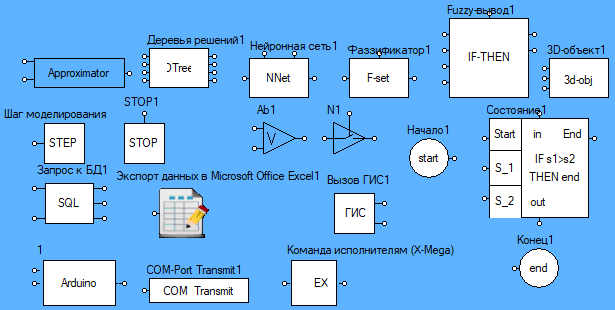 Fuzzy-вывод1
Деревья решений1
Нейронная сеть1
Фаззификатор1
3D-объект1
Approximator
DTree
NNet
F-set
IF-THEN
3d-obj
Шаг моделирования
STOP1
Ab1
N1
Начало1
Состояние1
STEP
STOP
V
start
Start
in
End
S_1
IF s1>s2
THEN end
S_2
out
Запрос к БД1
Экспорт данных в Microsoft Office Excel1
Вызов ГИС1
SQL
ГИС
Конец1
end
1
COM-Port Transmit1
Команда исполнителям (X-Mega)
Arduino
COM Transmit
EX